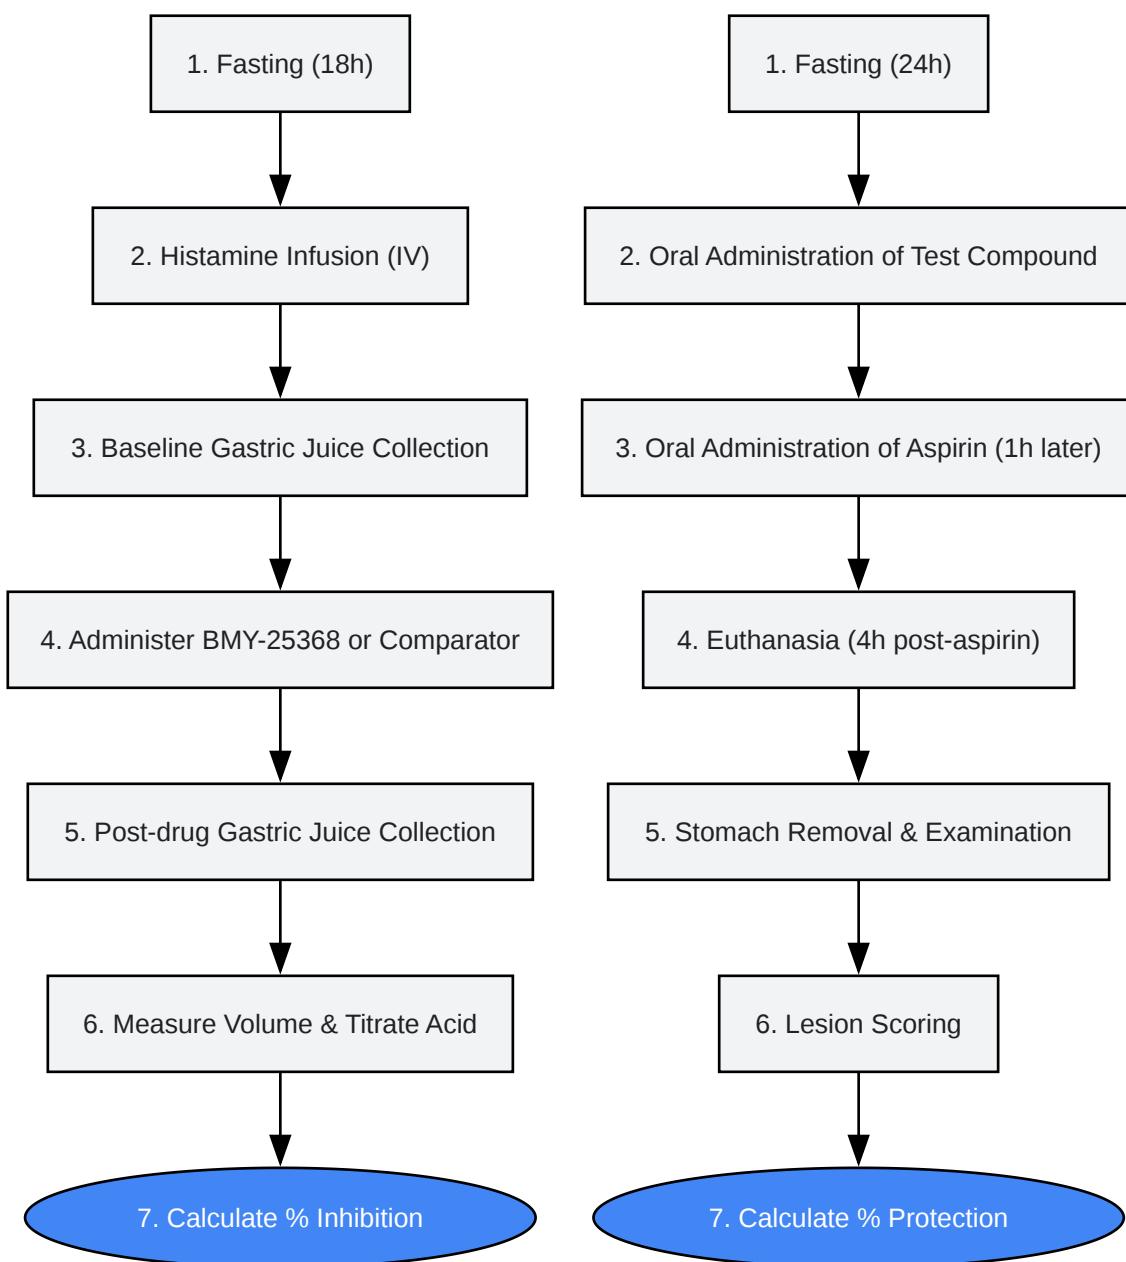 1. Fasting (18h)
2. Histamine Infusion (IV)
3. Baseline Gastric Juice Collection
4. Administer BMY-25368 or Comparator
5. Post-drug Gastric Juice Collection
6. Measure Volume & Titrate Acid
7. Calculate % Inhibition
1. Fasting (24h)
2. Oral Administration of Test Compound
3. Oral Administration of Aspirin (1h later)
4. Euthanasia (4h post-aspirin)
5. Stomach Removal & Examination
6. Lesion Scoring
7. Calculate % Protection